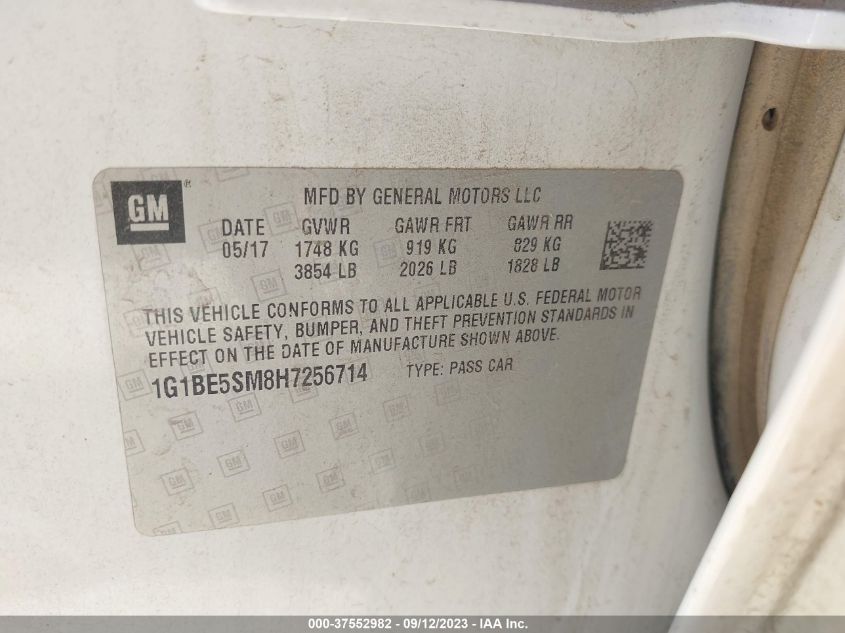 GM
MFD BY GENERAL MOTORS LLC
DATE GVWR GAWR FRT GAWR RR
05/17 1748 KG 919 KG 829 KG
3854 LB 2026 LB 1828 LB
THIS VEHICLE CONFORMS TO ALL APPLICABLE U.S. FEDERAL MOTOR
VEHICLE SAFETY, BUMPER, AND THEFT PREVENTION STANDARDS IN
EFFECT ON THE DATE OF MANUFACTURE SHOWN ABOVE.
1G1BE5SM8H7256714 TYPE: PASS CAR
000-37552982 - 09/12/2023 - IAA Inc.